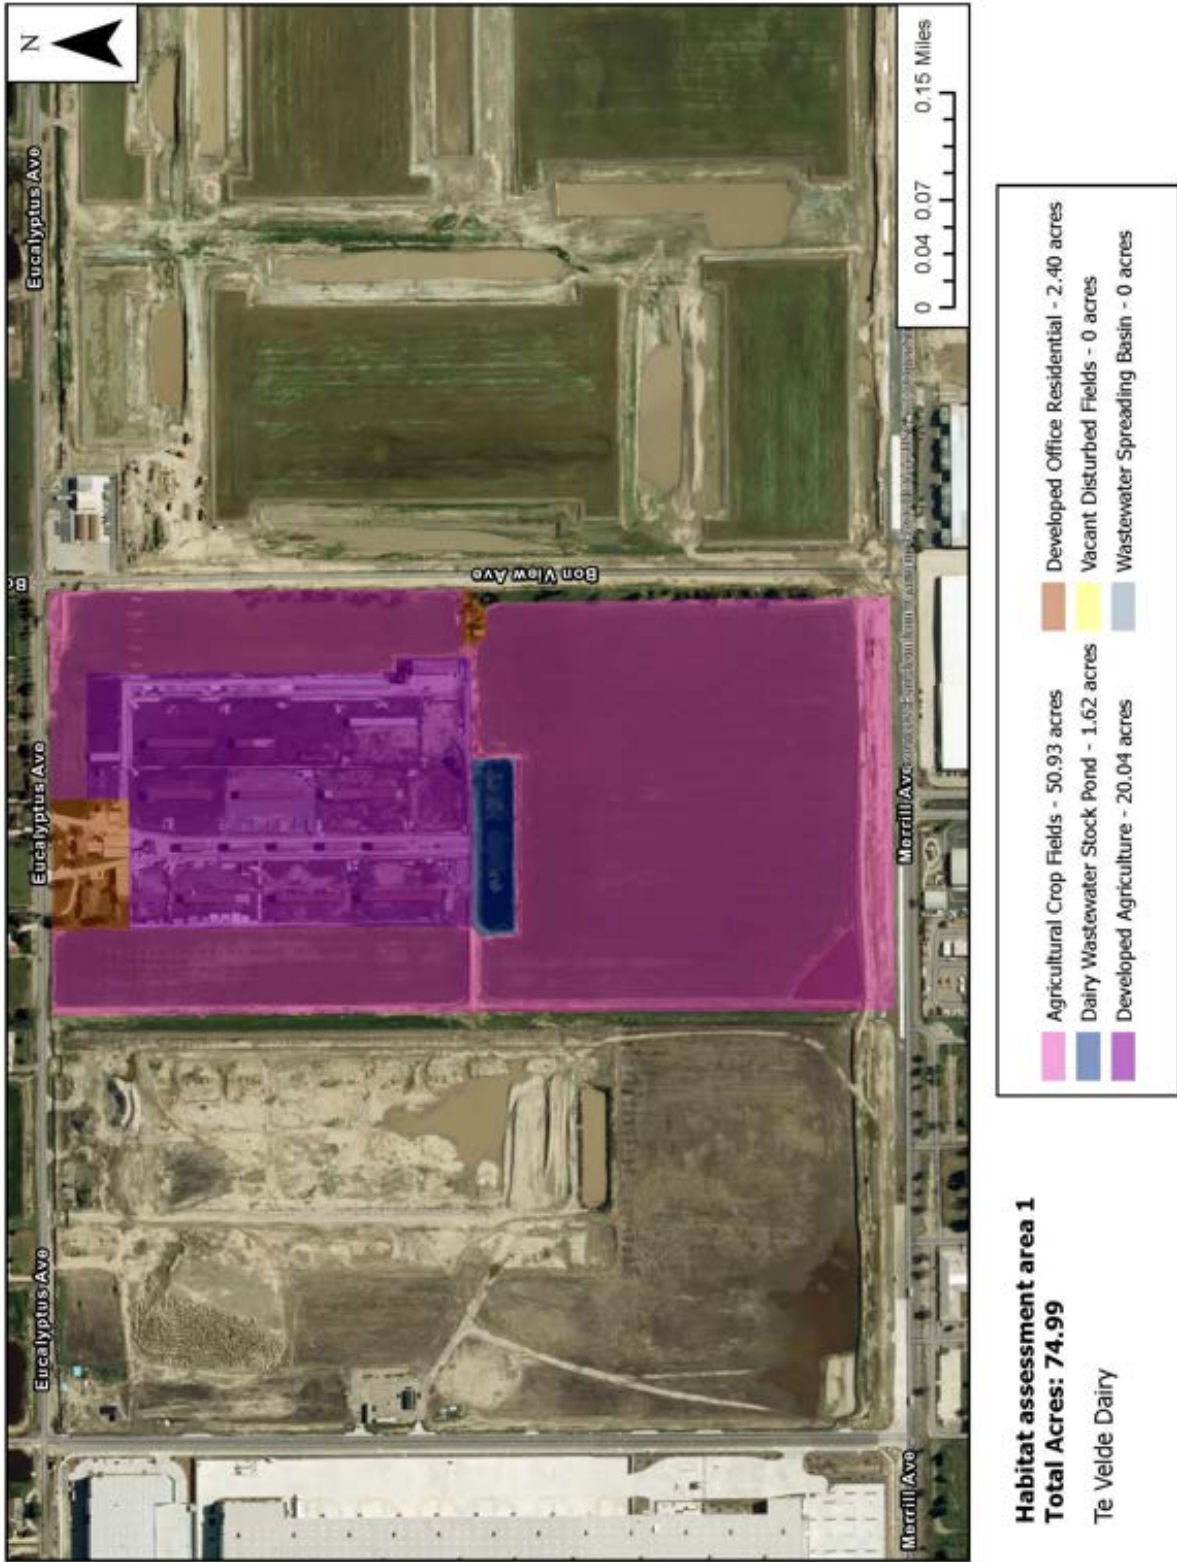 N
Eucalyptus Ave
Eucalyptus Ave
Eucalyptus Ave
Bon View Ave
Bo
Merrill Ave
Merrill Ave
0 0.04 0.07 0.15 Miles
Habitat assessment area 1
Total Acres: 74.99
Te Velde Dairy
Agricultural Crop Fields - 50.93 acres
Dairy Wastewater Stock Pond - 1.62 acres
Developed Agriculture - 20.04 acres
Developed Office Residential - 2.40 acres
Vacant Disturbed Fields - 0 acres
Wastewater Spreading Basin - 0 acres